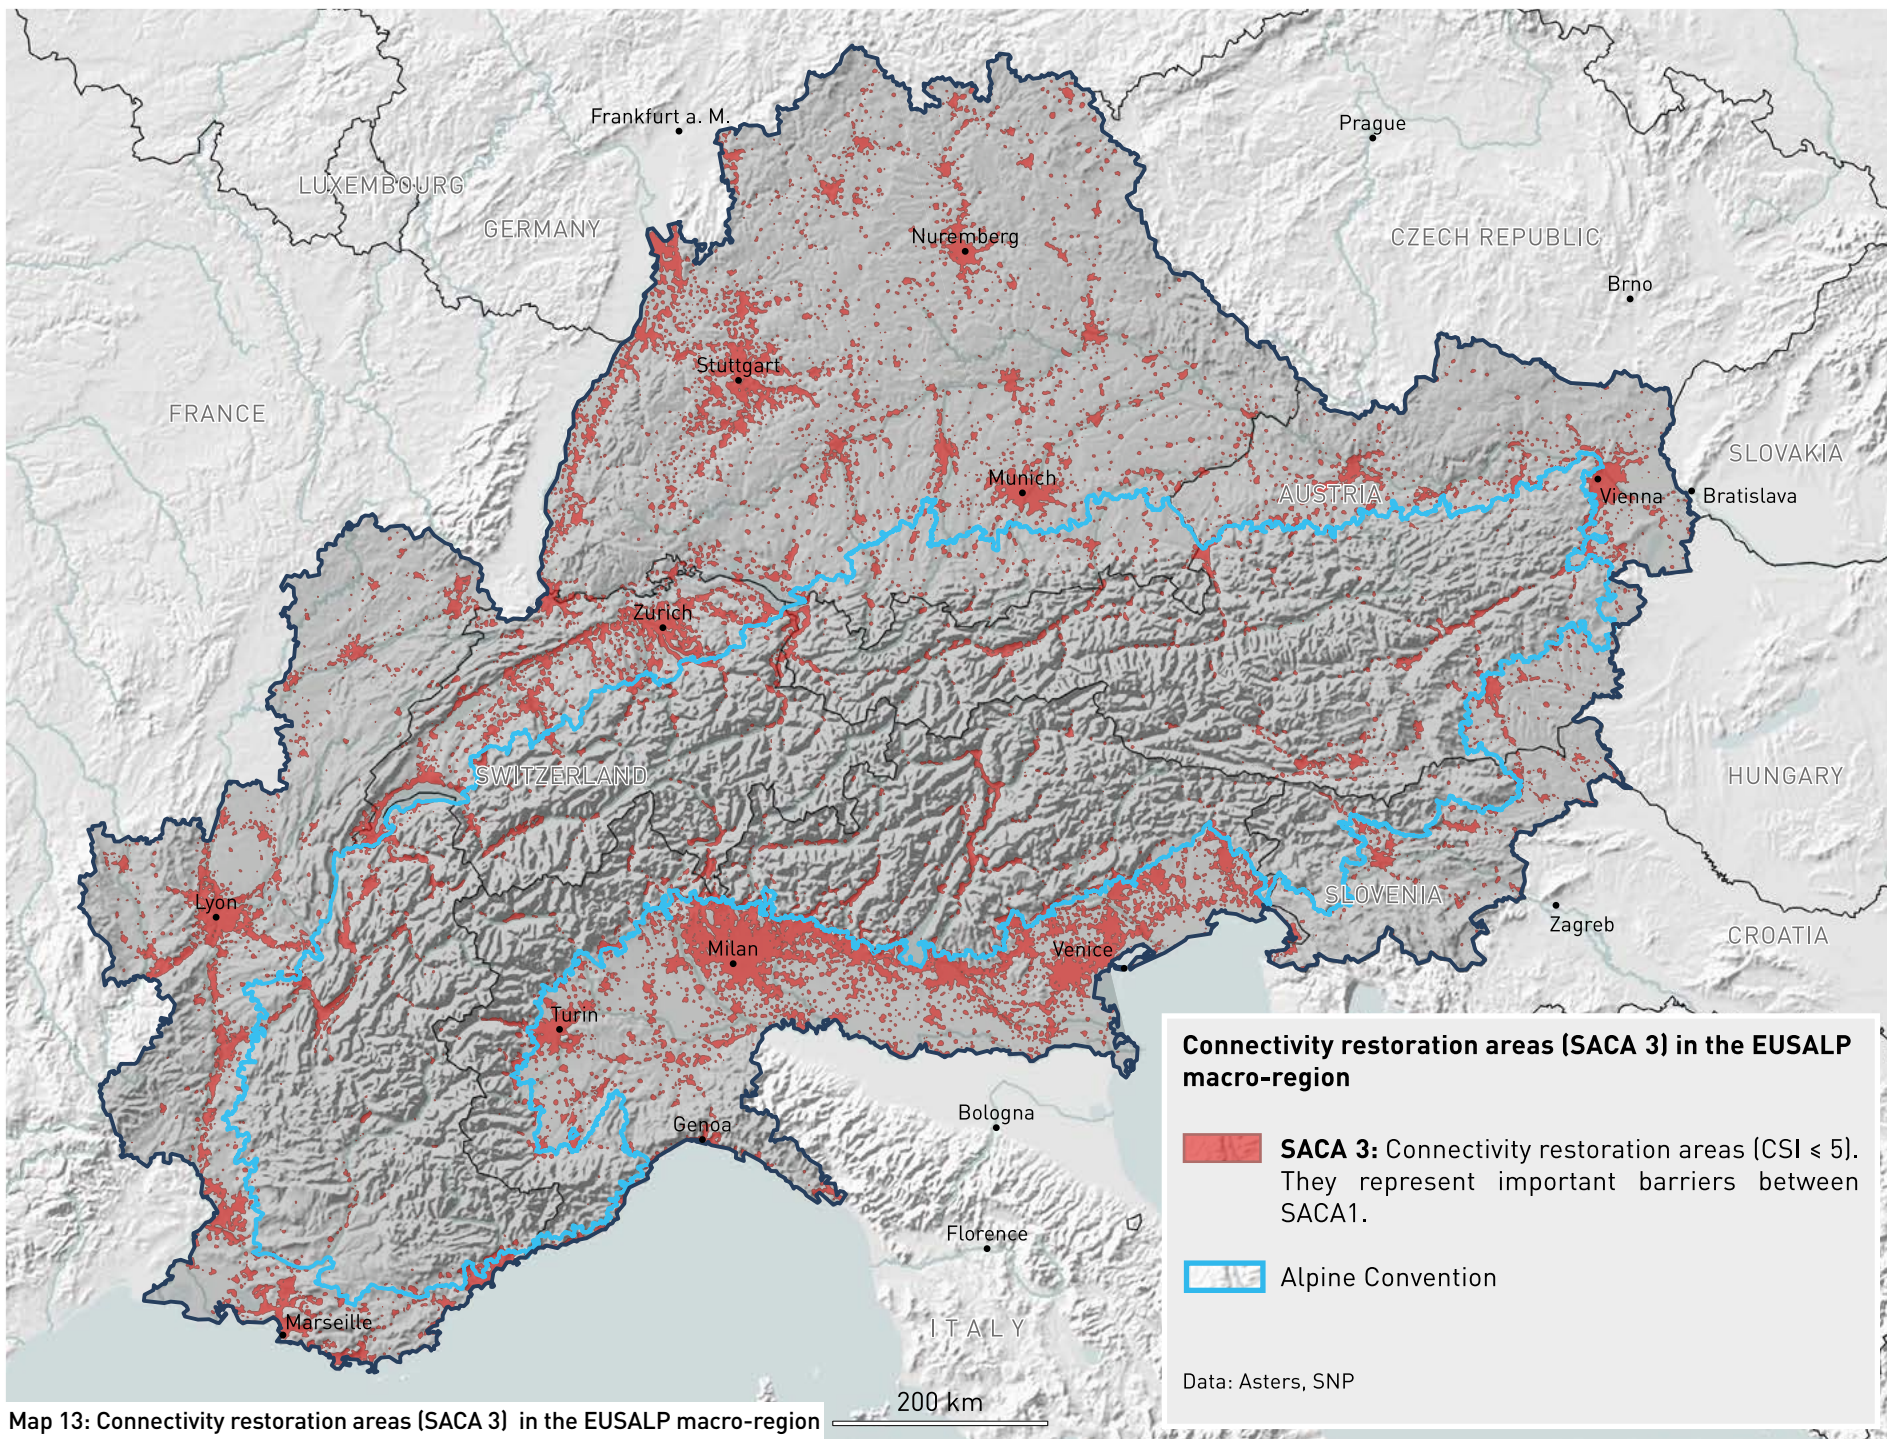 Frankfurt a. M.
Prague
LUXEMBOURG
GERMANY
Nuremberg
CZECH REPUBLIC
Brno
Stuttgart
FRANCE
SLOVAKIA
Munich
AUSTRIA
Vienna
Bratislava
Zurich
SWITZERLAND
HUNGARY
Lyon
SLOVENIA
Zagreb
CROATIA
Milan
Venice
Turin
Genoa
Bologna
Florence
Marseille
ITALY
Connectivity restoration areas (SACA 3) in the EUSALP
macro-region
SACA 3: Connectivity restoration areas (CSI ⩽ 5).
They represent important barriers between
SACA1.
Alpine Convention
Data: Asters, SNP
200 km
Map 13: Connectivity restoration areas (SACA 3) in the EUSALP macro-region